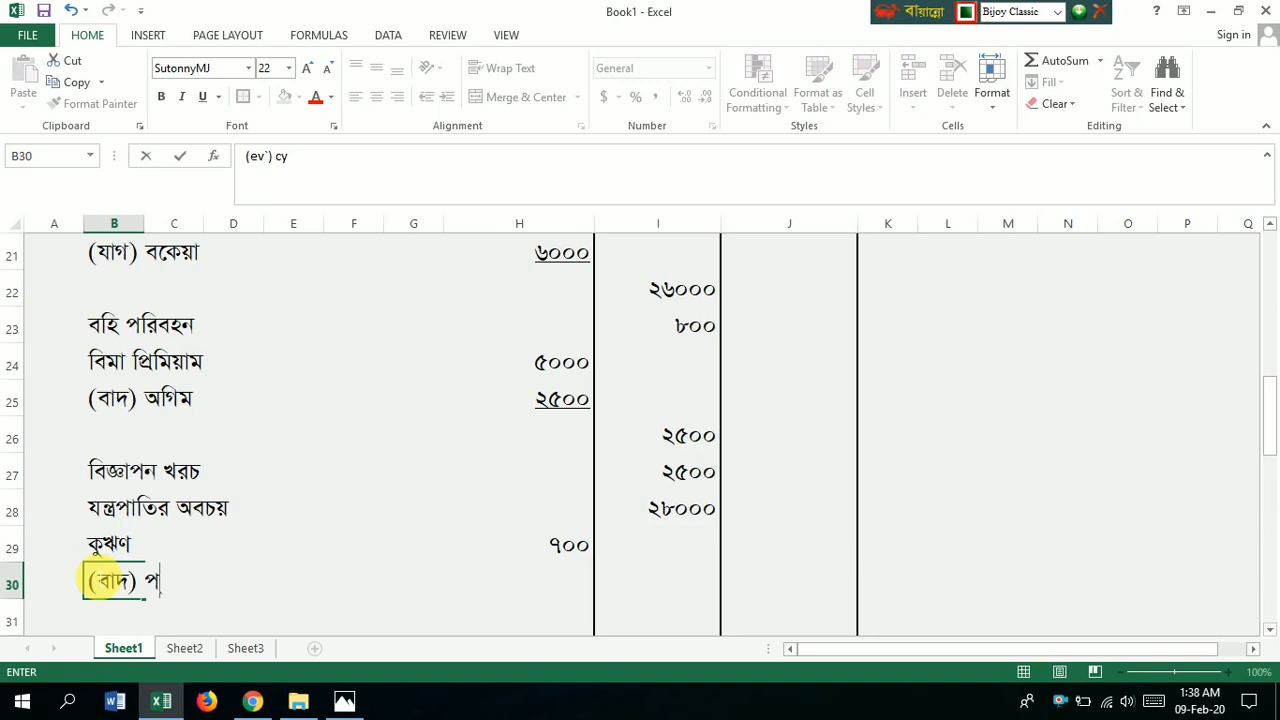 Book1 - Excel
বায়ান্নো
Bijoy Classic
FILE HOME INSERT PAGE LAYOUT FORMULAS DATA REVIEW VIEW Sign in
Cut
Copy
Format Painter
Paste
Clipboard
SutonnyMJ 22
B I U
Font
Wrap Text
Merge & Center
Alignment
General
$ % ,
Number
Conditional Formatting
Format as Table
Cell Styles
Styles
Insert Delete Format
Cells
AutoSum
Fill
Clear
Sort & Filter
Find & Select
Editing
B30 (ev`) cy
A B C D E F G H I J K L M N O P Q
21 (যাগ) বকেয়া ৬০০০
22 ২৬০০০
23 বহি পরিবহন ৮০০
24 বিমা প্রিমিয়াম ৫০০০
25 (বাদ) অগিম ২৫০০
26 ২৫০০
27 বিজ্ঞাপন খরচ ২৫০০
28 যন্ত্রপাতির অবচয় ২৮০০০
29 কুঋণ ৭০০
30 (বাদ) প
31
Sheet1 Sheet2 Sheet3
ENTER 100%
1:38 AM
09-Feb-20